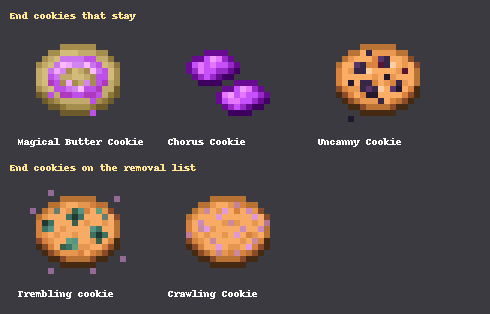 End cookies that stay
Magical Butter Cookie
Chorus Cookie
Uncanny Cookie
End cookies on the removal list
Trembling cookie
Crawling Cookie